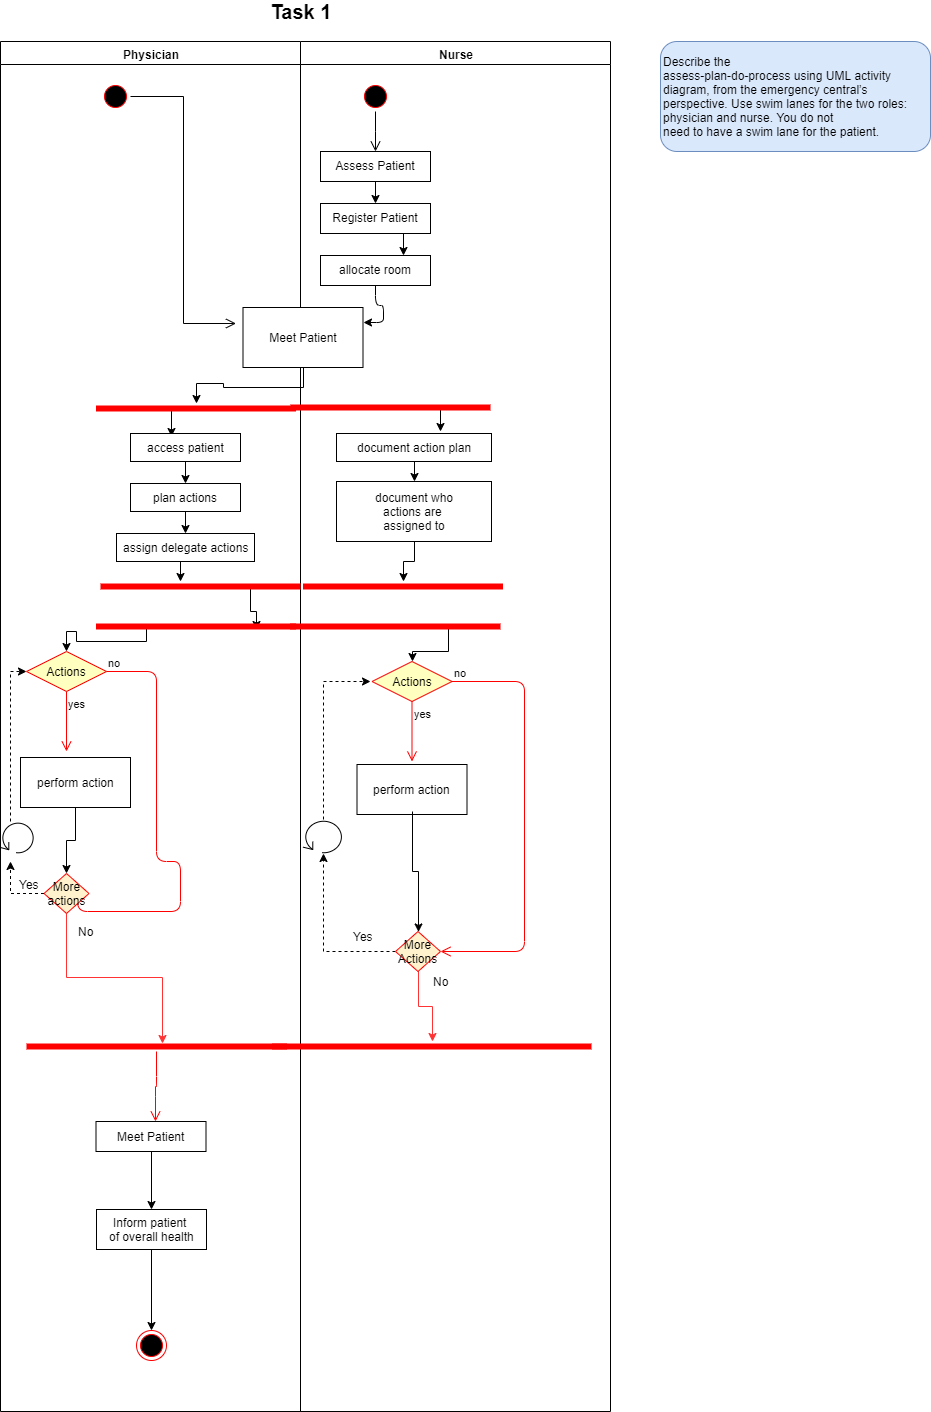 Task 1
Physician
Nurse
Describe the
assess-plan-do-process using UML activity
diagram, from the emergency central's
perspective. Use swim lanes for the two roles:
physician and nurse. You do not
need to have a swim lane for the patient.
Assess Patient
Register Patient
allocate room
Meet Patient
access patient
document action plan
plan actions
document who
actions are
assigned to
assign delegate actions
Actions
no
yes
Actions
no
yes
perform action
perform action
Yes
More
actions
No
Yes
More
Actions
No
Meet Patient
Inform patient
of overall health